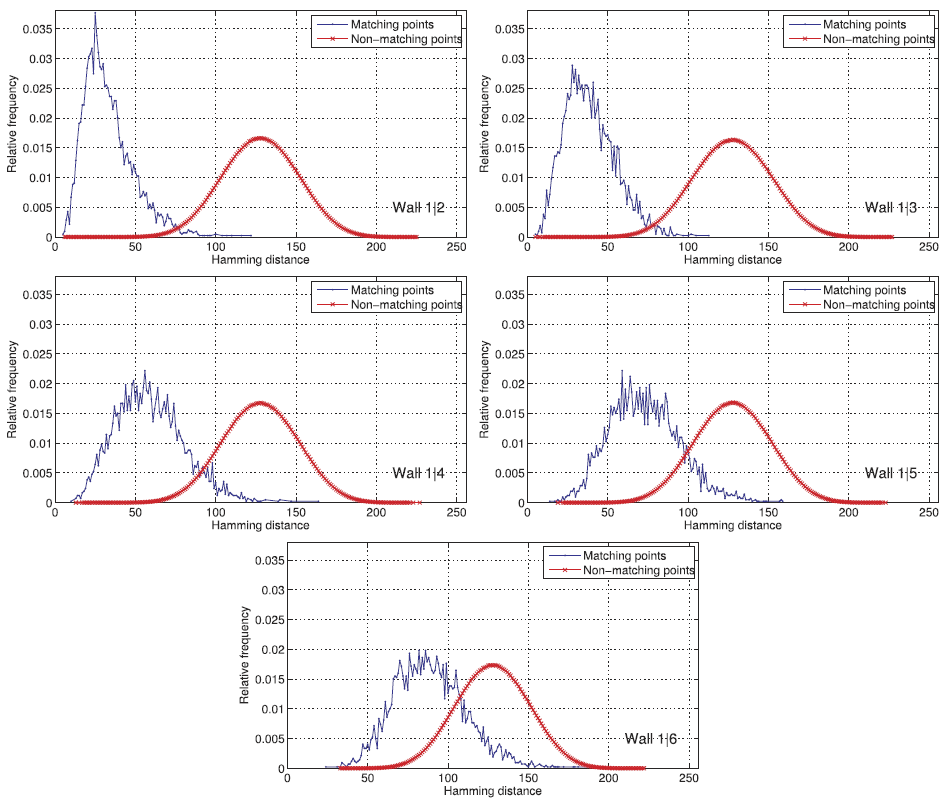 Matching points
Non−matching points
0.035
0.03
0.025
0.02
0.015
0.01
0.005
0
Relative frequency
Wall 1|2
0 50 100 150 200 250
Hamming distance
Matching points
Non−matching points
0.035
0.03
0.025
0.02
0.015
0.01
0.005
0
Relative frequency
Wall 1|3
0 50 100 150 200 250
Hamming distance
Matching points
Non−matching points
0.035
0.03
0.025
0.02
0.015
0.01
0.005
0
Relative frequency
Wall 1|4
0 50 100 150 200 250
Hamming distance
Matching points
Non−matching points
0.035
0.03
0.025
0.02
0.015
0.01
0.005
0
Relative frequency
Wall 1|5
0 50 100 150 200 250
Hamming distance
Matching points
Non−matching points
0.035
0.03
0.025
0.02
0.015
0.01
0.005
0
Relative frequency
Wall 1|6
0 50 100 150 200 250
Hamming distance